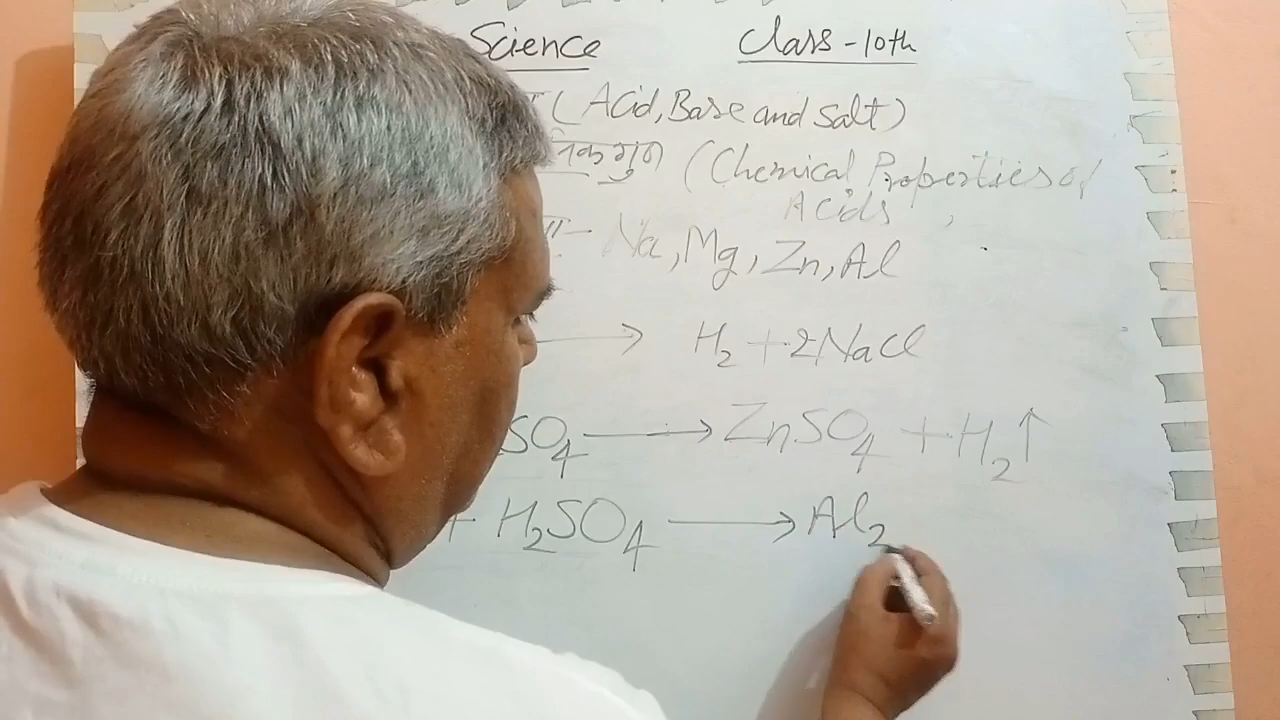 Science Class-10th
(Acid, Base and Salt)
गुण (Chemical Properties of
Acids
Na, Mg, Zn, Al
⟶ H₂ + 2NaCl
SO₄ ⟶ ZnSO₄ + H₂↑
+ H₂SO₄ ⟶ Al₂